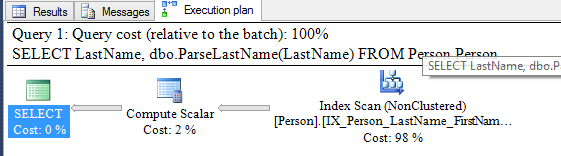 Results Messages Execution plan
Query 1: Query cost (relative to the batch): 100%
SELECT LastName, dbo.ParseLastName(LastName) FROM Person.Person
SELECT LastName, dbo.P
SELECT
Cost: 0 %
Compute Scalar
Cost: 2 %
Index Scan (NonClustered)
[Person].[IX_Person_LastName_FirstNam...
Cost: 98 %